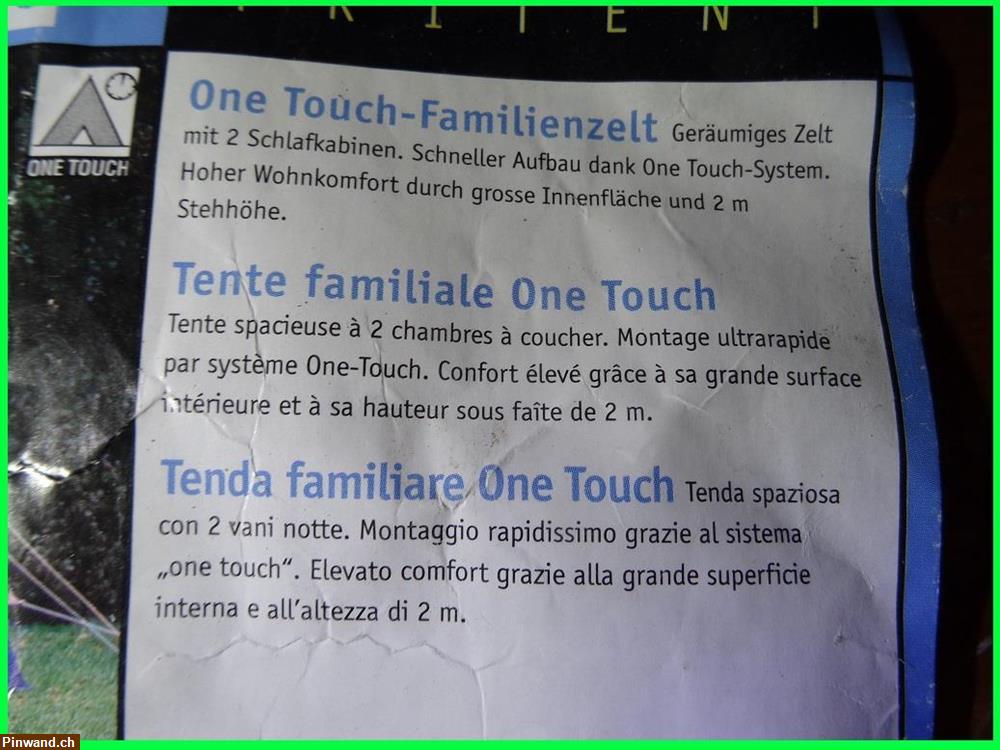 One Touch-Familienzelt Geräumiges Zelt
mit 2 Schlafkabinen. Schneller Aufbau dank One Touch-System.
Hoher Wohnkomfort durch grosse Innenfläche und 2 m
Stehhöhe.
ONE TOUCH
Tente familiale One Touch
Tente spacieuse à 2 chambres à coucher. Montage ultrarapide
par système One-Touch. Confort élevé grâce à sa grande surface
intérieure et à sa hauteur sous faîte de 2 m.
Tenda familiare One Touch Tenda spaziosa
con 2 vani notte. Montaggio rapidissimo grazie al sistema
„one touch“. Elevato comfort grazie alla grande superficie
interna e all'altezza di 2 m.
Pinwand.ch